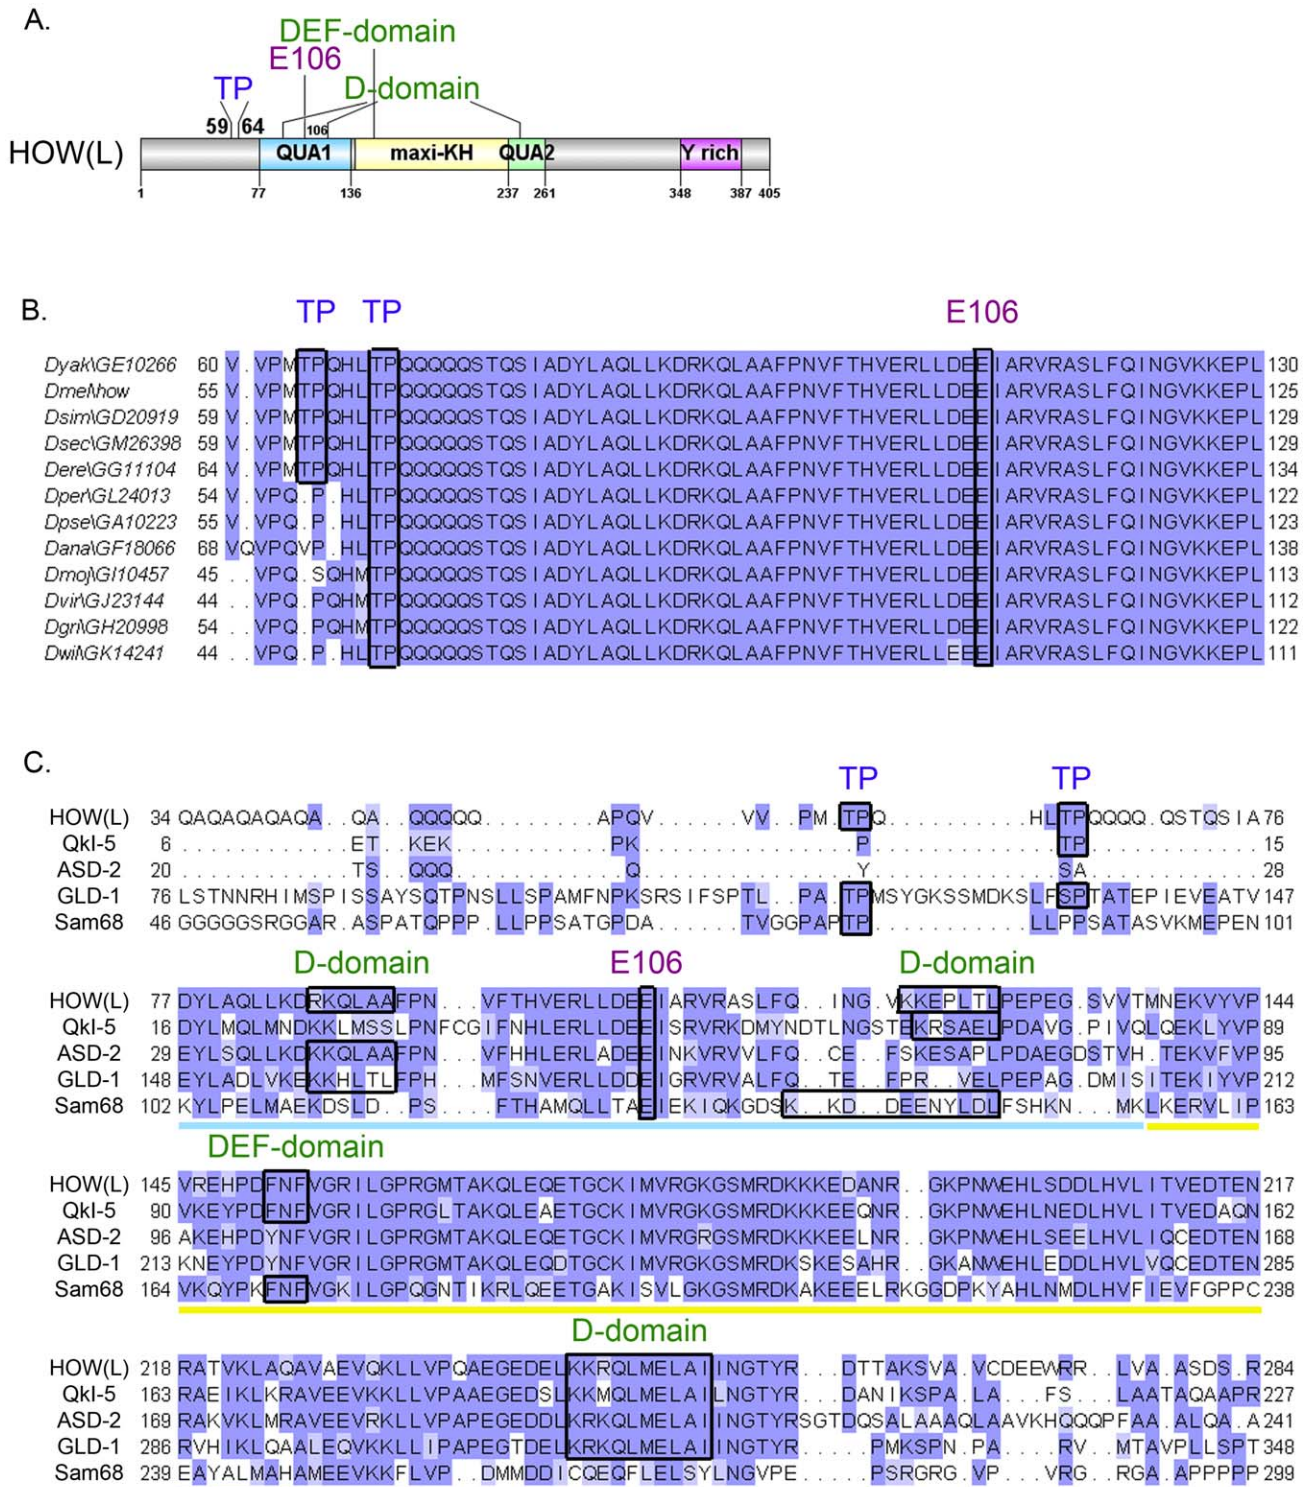 A.
DEF-domain
E106
TP D-domain
59 64 106
HOW(L) QUA1 maxi-KH QUA2 Y rich
1 77 136 237 261 348 387 405
B. TP TP E106
Dyak\GE10266 60 V.VPMTPQHLTPQQQQQSTQSIADYLAQLLKDRKQLAAFPNVFTHVERLLDEEIARVRASLFQINGVKKEPL 130
Dmel\how 55 V.VPMTPQHLTPQQQQQSTQSIADYLAQLLKDRKQLAAFPNVFTHVERLLDEEIARVRASLFQINGVKKEPL 125
Dsim\GD20919 59 V.VPMTPQHLTPQQQQQSTQSIADYLAQLLKDRKQLAAFPNVFTHVERLLDEEIARVRASLFQINGVKKEPL 129
Dsec\GM26398 59 V.VPMTPQHLTPQQQQQSTQSIADYLAQLLKDRKQLAAFPNVFTHVERLLDEEIARVRASLFQINGVKKEPL 129
Dere\GG11104 64 V.VPMTPQHLTPQQQQQSTQSIADYLAQLLKDRKQLAAFPNVFTHVERLLDEEIARVRASLFQINGVKKEPL 134
Dper\GL24013 54 V.VPQ.P.HLTPQQQQQSTQSIADYLAQLLKDRKQLAAFPNVFTHVERLLDEEIARVRASLFQINGVKKEPL 122
Dpse\GA10223 55 V.VPQ.P.HLTPQQQQQSTQSIADYLAQLLKDRKQLAAFPNVFTHVERLLDEEIARVRASLFQINGVKKEPL 123
Dana\GF18066 68 VQVPQVP.HLTPQQQQQSTQSIADYLAQLLKDRKQLAAFPNVFTHVERLLDEEIARVRASLFQINGVKKEPL 138
Dmoj\GI10457 45 ..VPQ.SQHMTPQQQQQSTQSIADYLAQLLKDRKQLAAFPNVFTHVERLLDEEIARVRASLFQINGVKKEPL 113
Dvir\GJ23144 44 ..VPQ.PQHMTPQQQQQSTQSIADYLAQLLKDRKQLAAFPNVFTHVERLLDEEIARVRASLFQINGVKKEPL 112
Dgri\GH20998 54 ..VPQ.PQHMTPQQQQQSTQSIADYLAQLLKDRKQLAAFPNVFTHVERLLDEEIARVRASLFQINGVKKEPL 122
Dwil\GK14241 44 ..VPQ.P.HLTPQQQQQSTQSIADYLAQLLKDRKQLAAFPNVFTHVERLLEEEIARVRASLFQINGVKKEPL 111
C. TP TP
HOW(L) 34 QAQAQAQAQA..QA..QQQQQ........APQV......VV..PM.TPQ..........HLTPQQQQ.QSTQSIA 76
QkI-5 6 ............ET..KEK...........PK...............P.............TP............. 15
ASD-2 20 ............TS..QQQ............Q...............Y.............SA............. 28
GLD-1 76 LSTNNRHIMSPISSAYSQTPNSLLSPAMFNPKSRSIFSPTL..PA.TPMSYGKSSMDKSLFSPTATEPIEVEATV 147
Sam68 46 GGGGGSRGGAR.ASPATQPPP.LLPPSATGPDA......TVGGPAPTP...........LLPPSATASVKMEPEN 101
D-domain E106 D-domain
HOW(L) 77 DYLAQLLKDRKQLAAFPN...VFTHVERLLDEEIARVRASLFQ..ING.VKKEPLTLPEPEG.SVVTMNEKVYVP 144
QkI-5 16 DYLMQLMNDKKLMSSLPNFCGIFNHLERLLDEEISRVRKDMYNDTLNGSTEKRSAELPDAVG.PIVQLQEKLYVP 89
ASD-2 29 EYLSQLLKDKKQLAAFPN...VFHHLERLADEEINKVRVVLFQ..CE..FSKESAPLPDAEGDSTVH.TEKVFVP 95
GLD-1 148 EYLADLVKEKKHLTLFPH...MFSNVERLLDDEIGRVRVALFQ..TE..FPR..VELPEPAG.DMISITEKIYVP 212
Sam68 102 KYLPELMAEKDSLD..PS...FTHAMQLLTAEIEKIQKGDSK..KD..DEENYLDLFSHKN...MKLKERVLIP 163
DEF-domain
HOW(L) 145 VREHPDFNFVGRILGPRGMTAKQLEQETGCKIMVRGKGSMRDKKKEDANR..GKPNWEHLSDDLHVLITVEDTEN 217
QkI-5 90 VKEYPDFNFVGRILGPRGLTAKQLEAETGCKIMVRGKGSMRDKKKEEQNR..GKPNWEHLNEDLHVLITVEDAQN 162
ASD-2 96 AKEHPDYNFVGRILGPRGMTAKQLEQETGCKIMVRGRGSMRDKKKEELNR..GKPNWEHLSEELHVLIQCEDTEN 168
GLD-1 213 KNEYPDYNFVGRILGPRGMTAKQLEQDTGCKIMVRGKGSMRDKSKESAHR..GKANWEHLEDDLHVLVQCEDTEN 285
Sam68 164 VKQYPKFNFVGKILGPQGNTIKRLQEETGAKISVLGKGSMRDKAKEEELRKGGDPKYAHLNMDLHVFIEVFGPPC 238
D-domain
HOW(L) 218 RATVKLAQAVAEVQKLLVPQAEGEDELKKRQLMELAIINGTYR...DTTAKSVA.VCDEEWRR..LVA.ASDS.R 284
QkI-5 163 RAEIKLKRAVEEVKKLLVPAAEGEDSLKKMQLMELAILNGTYR...DANIKSPA.LA...FS...LAATAQAAPR 227
ASD-2 169 RAKVKLMRAVEEVRKLLVPAPEGEDDLKRKQLMELAIINGTYRSGTDQSALAAAQLAAVKHQQQPFAA.ALQA.A 241
GLD-1 286 RVHIKLQAALEQVKKLLIPAPEGTDELKRKQLMELAIINGTYR.....PMKSPN.PA...RV..MTAVPLLSPT 348
Sam68 239 EAYALMAHAMEEVKKFLVP..DMMDDICQEQFLELSYLNGVPE.....PSRGRG.VP...VRG..RGA.APPPPP 299